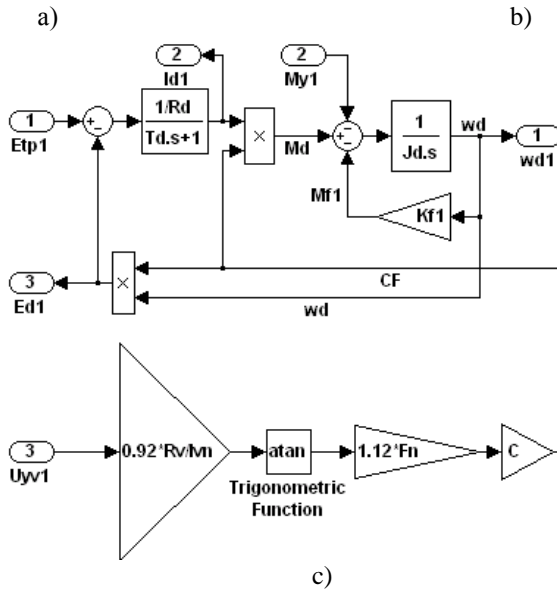 a) b)
2 2
Id1 My1
1 1/Rd 1 wd 1
Etp1 Td.s+1 × Md Jd.s wd1
Mf1 Kf1
3 × CF
Ed1 wd
3 0.92*Rv/Ivn atan 1.12*Fn C
Uyv1 Trigonometric
Function
c)